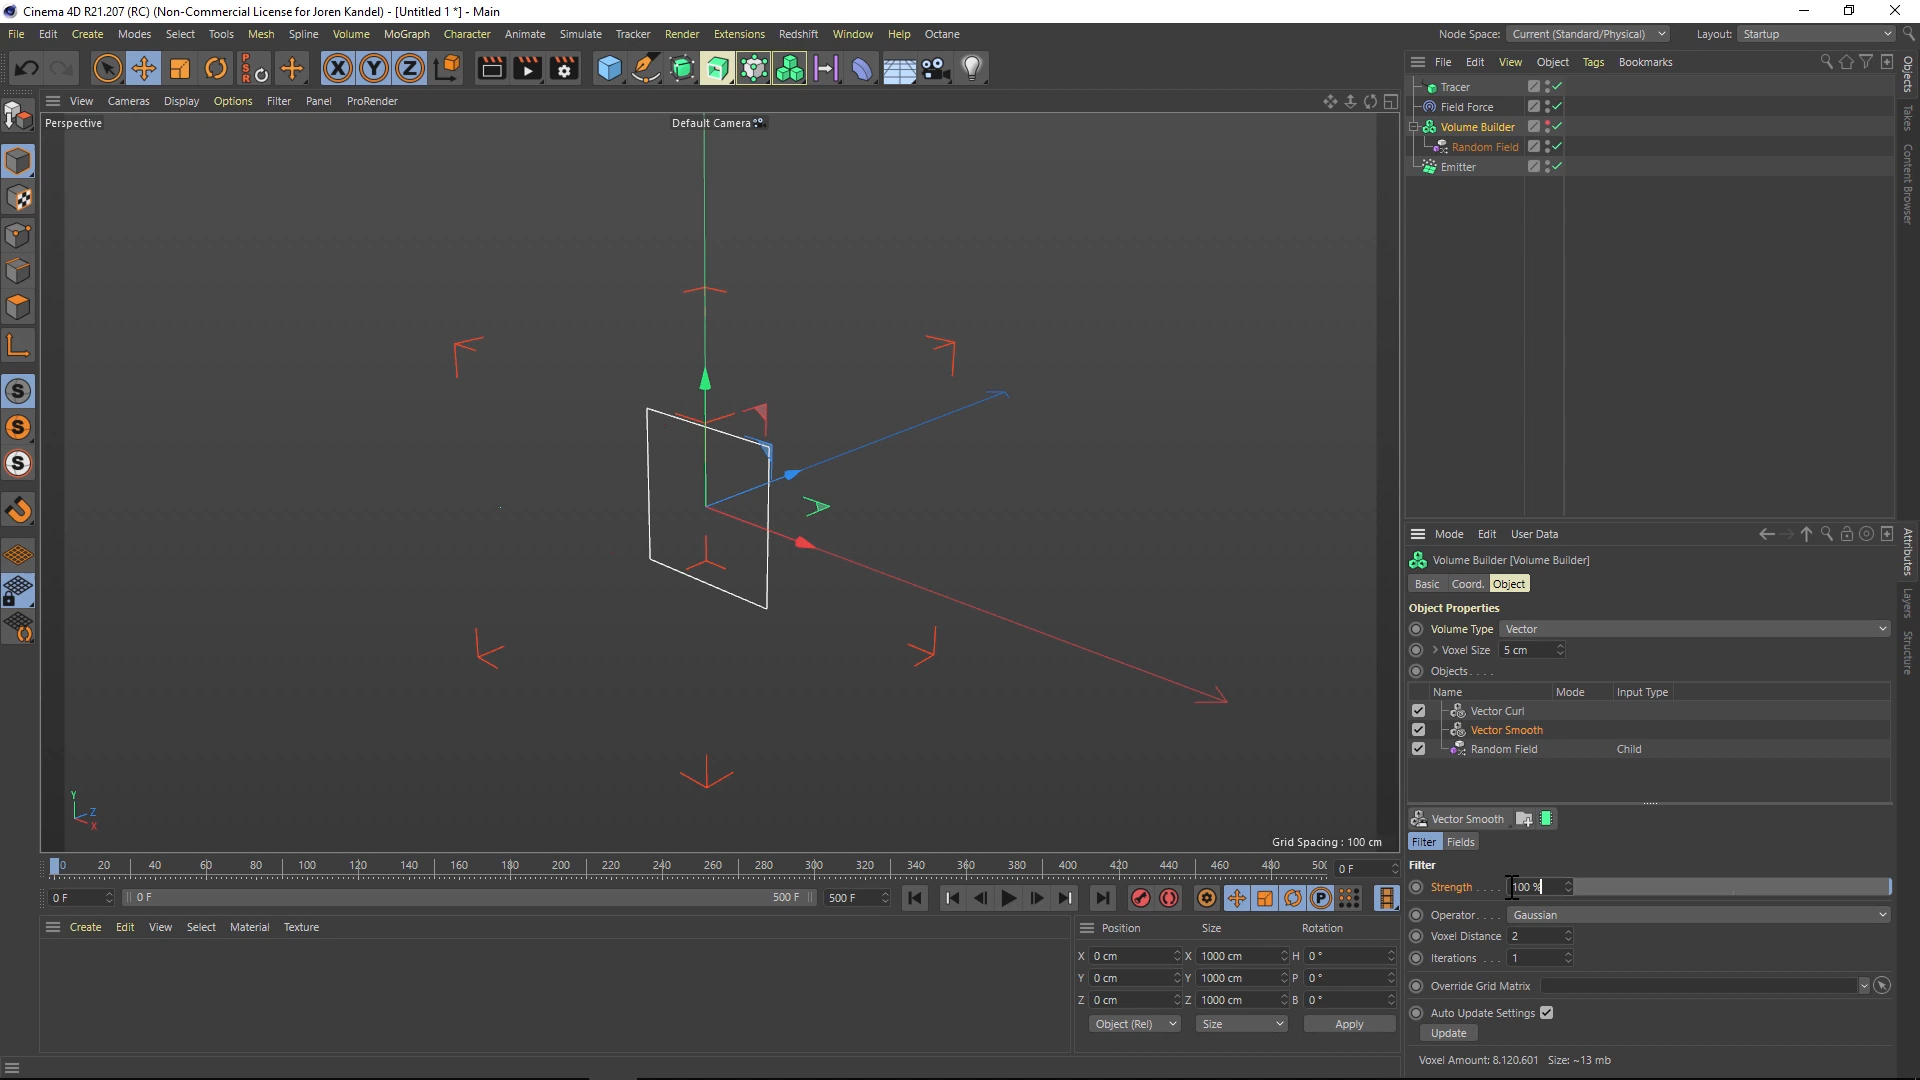 Cinema 4D R21.207 (RC) (Non-Commercial License for Joren Kandel) - [Untitled 1 *] - Main
File Edit Create Modes Select Tools Mesh Spline Volume MoGraph Character Animate Simulate Tracker Render Extensions Redshift Window Help Octane
Node Space: Current (Standard/Physical) Layout: Startup
X Y Z
PSR
File Edit View Object Tags Bookmarks
View Cameras Display Options Filter Panel ProRender
Perspective
Default Camera
Tracer
Field Force
Volume Builder
Random Field
Emitter
Objects
Takes
Content Browser
Mode Edit User Data
Volume Builder [Volume Builder]
Basic Coord. Object
Object Properties
Volume Type Vector
Voxel Size 5 cm
Objects. . . .
Name Mode Input Type
Vector Curl
Vector Smooth
Random Field Child
Vector Smooth
Filter Fields
Filter
Strength . . . . 100 %
Operator. . . . Gaussian
Voxel Distance 2
Iterations . . . 1
Override Grid Matrix
Auto Update Settings
Update
Voxel Amount: 8.120.601 Size: ~13 mb
Attributes
Layers
Structure
S
S
S
Y
Z
X
Grid Spacing : 100 cm
0 20 40 60 80 100 120 140 160 180 200 220 240 260 280 300 320 340 360 380 400 420 440 460 480 500 0 F
0 F 0 F 500 F 500 F
P
Create Edit View Select Material Texture
Position Size Rotation
X 0 cm X 1000 cm H 0 °
Y 0 cm Y 1000 cm P 0 °
Z 0 cm Z 1000 cm B 0 °
Object (Rel) Size Apply